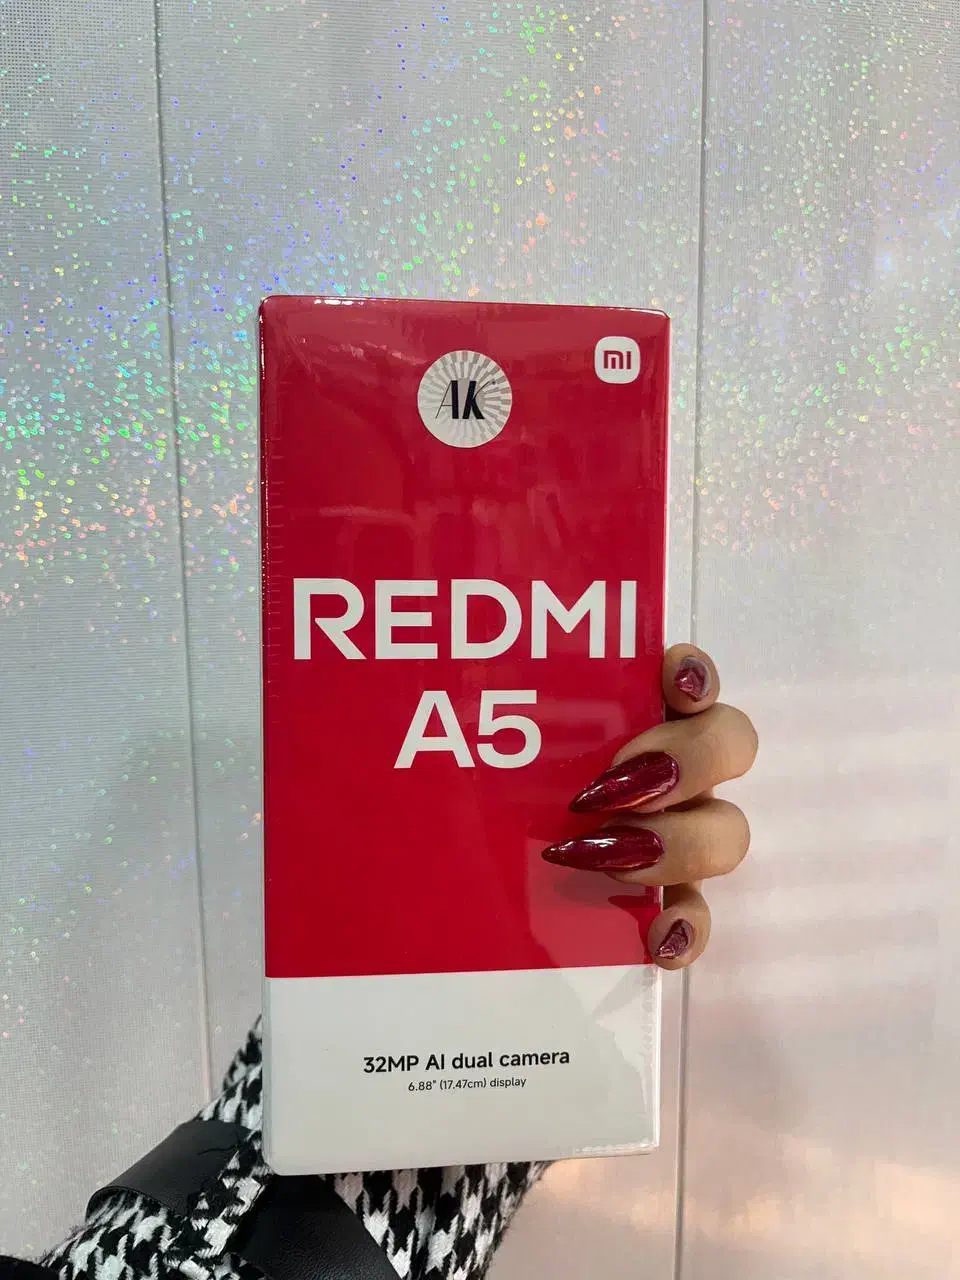 AK
mi
REDMI
A5
32MP AI dual camera
6.88" (17.47cm) display